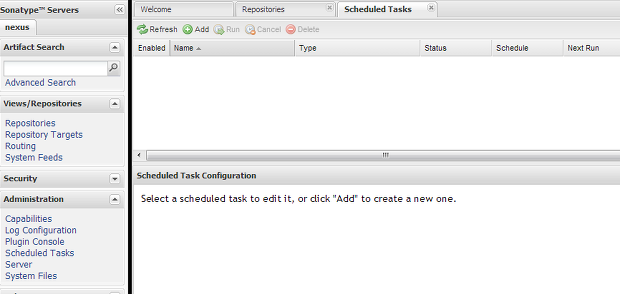 Sonatype™ Servers
nexus
Artifact Search
Advanced Search
Views/Repositories
Repositories
Repository Targets
Routing
System Feeds
Security
Administration
Capabilities
Log Configuration
Plugin Console
Scheduled Tasks
Server
System Files
Welcome Repositories Scheduled Tasks
Refresh Add Run Cancel Delete
Enabled Name Type Status Schedule Next Run
Scheduled Task Configuration
Select a scheduled task to edit it, or click "Add" to create a new one.